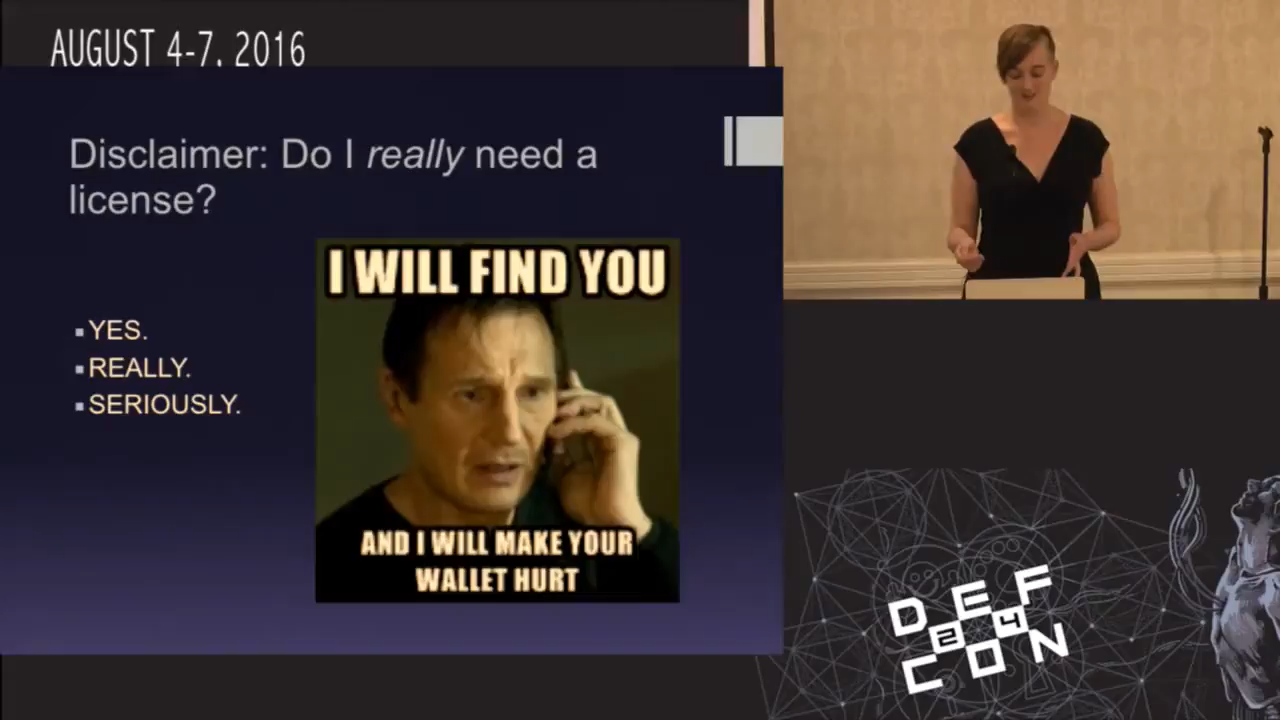 AUGUST 4-7, 2016
Disclaimer: Do I really need a
license?
▪YES.
▪REALLY.
▪SERIOUSLY.
I WILL FIND YOU
AND I WILL MAKE YOUR
WALLET HURT
DEF
24
CON